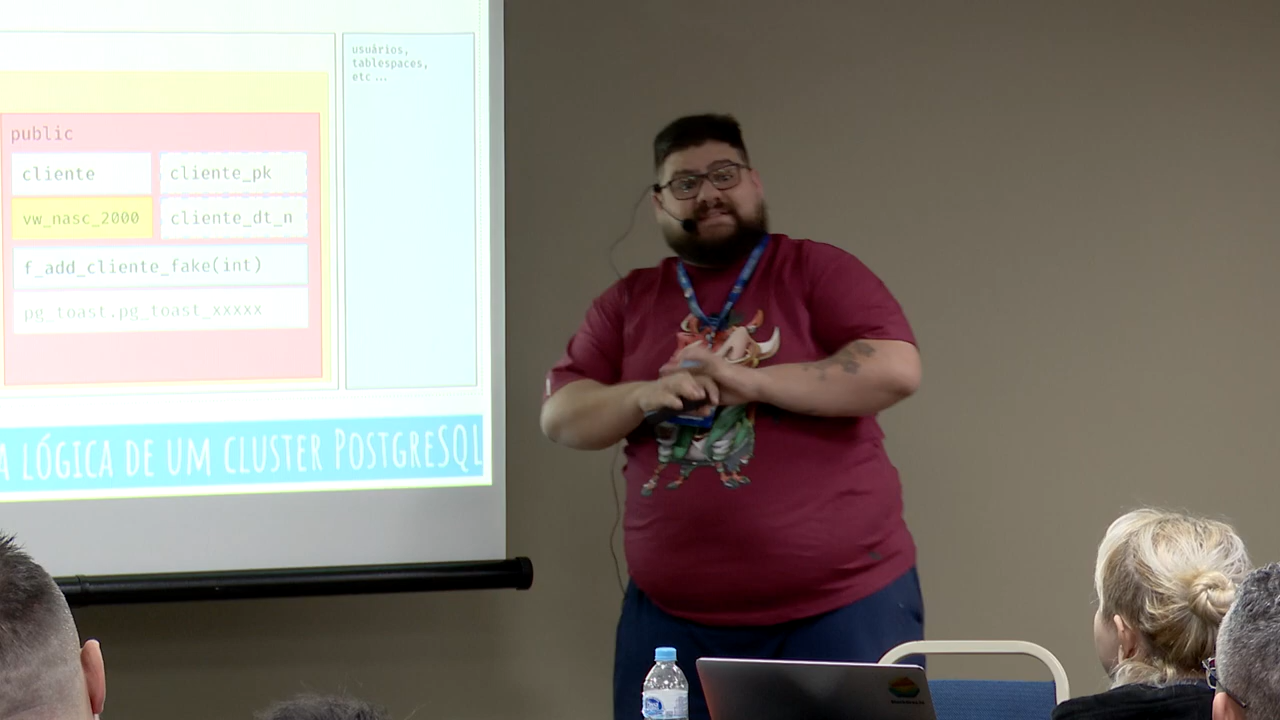 usuários,
tablespaces,
etc...
public
cliente
cliente_pk
vw_nasc_2000
cliente_dt_n
f_add_cliente_fake(int)
pg_toast.pg_toast_xxxxx
A LÓGICA DE UM CLUSTER POSTGRESQL